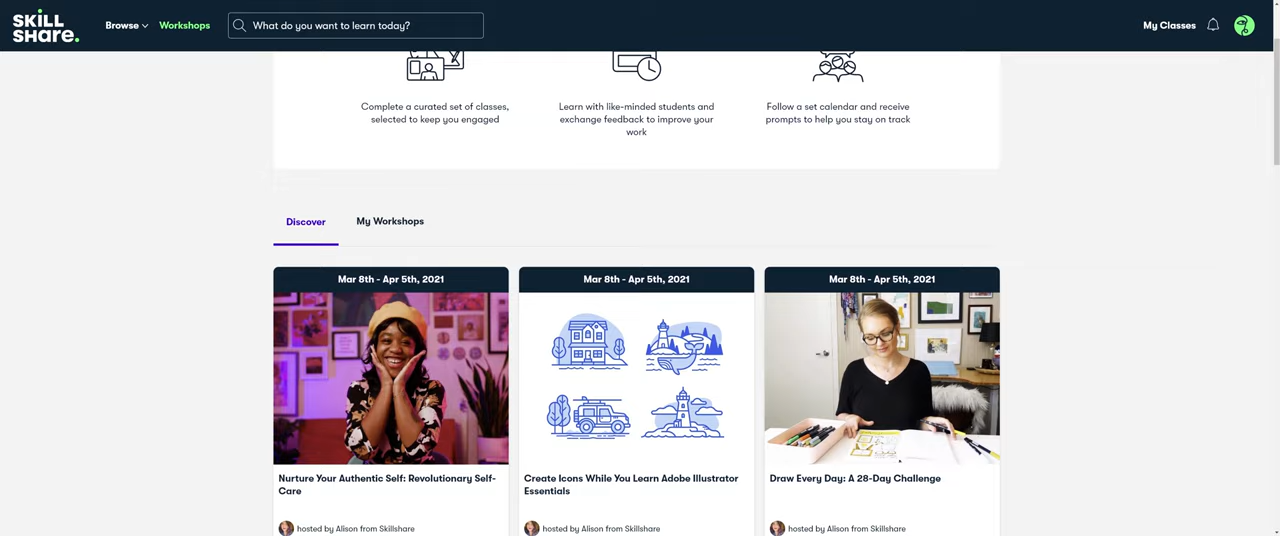 SKILL
SHARE.
Browse
Workshops
What do you want to learn today?
My Classes
Complete a curated set of classes,
selected to keep you engaged
Learn with like-minded students and
exchange feedback to improve your
work
Follow a set calendar and receive
prompts to help you stay on track
Discover
My Workshops
Mar 8th - Apr 5th, 2021
Mar 8th - Apr 5th, 2021
Mar 8th - Apr 5th, 2021
Nurture Your Authentic Self: Revolutionary Self-
Care
Create Icons While You Learn Adobe Illustrator
Essentials
Draw Every Day: A 28-Day Challenge
hosted by Alison from Skillshare
hosted by Alison from Skillshare
hosted by Alison from Skillshare